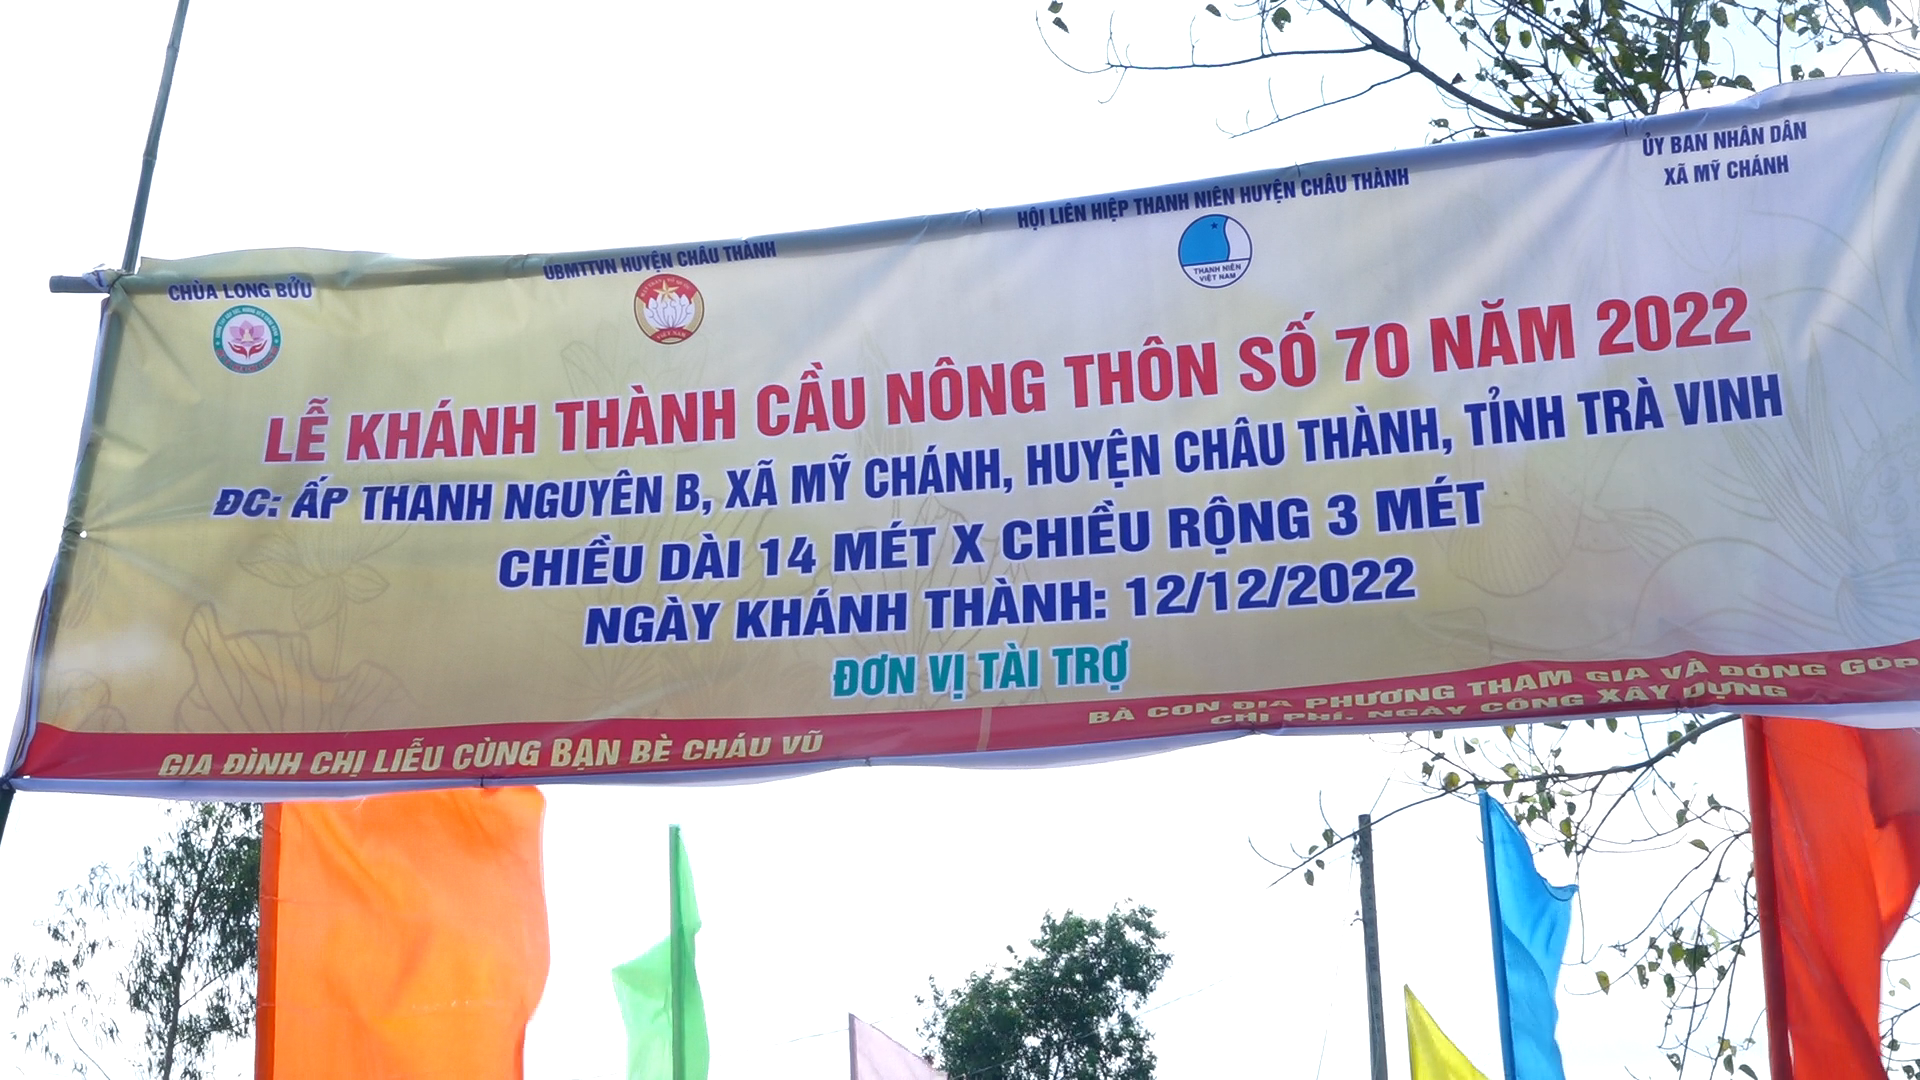 CHÙA LONG BỬU
UBMTTVN HUYỆN CHÂU THÀNH
HỘI LIÊN HIỆP THANH NIÊN HUYỆN CHÂU THÀNH
ỦY BAN NHÂN DÂN
XÃ MỸ CHÁNH
VIỆT NAM
THANH NIÊN
VIỆT NAM
LỄ KHÁNH THÀNH CẦU NÔNG THÔN SỐ 70 NĂM 2022
ĐC: ẤP THANH NGUYÊN B, XÃ MỸ CHÁNH, HUYỆN CHÂU THÀNH, TỈNH TRÀ VINH
CHIỀU DÀI 14 MÉT X CHIỀU RỘNG 3 MÉT
NGÀY KHÁNH THÀNH: 12/12/2022
ĐƠN VỊ TÀI TRỢ
GIA ĐÌNH CHỊ LIỄU CÙNG BẠN BÈ CHÁU VŨ
BÀ CON ĐỊA PHƯƠNG THAM GIA VÀ ĐÓNG GÓP
CHI PHÍ, NGÀY CÔNG XÂY DỰNG